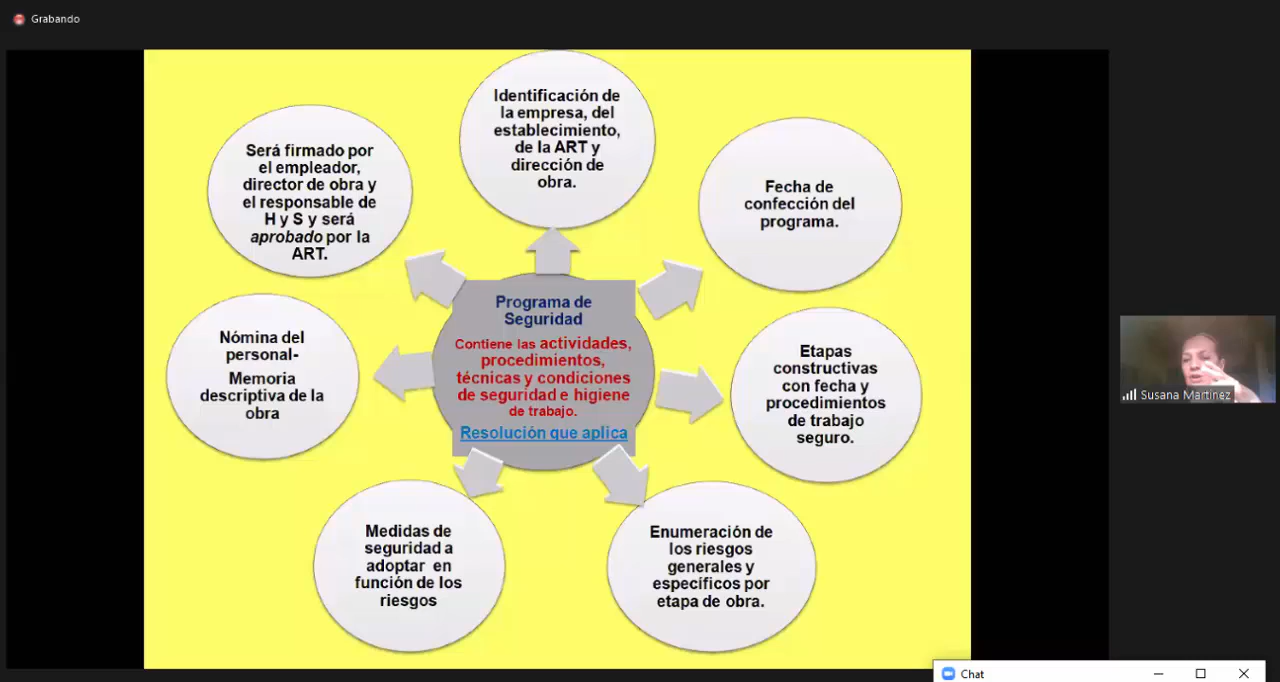 Grabando
Identificación de
la empresa, del
establecimiento,
de la ART y
dirección de
obra.
Será firmado por
el empleador,
director de obra y
el responsable de
H y S y será
aprobado por la
ART.
Fecha de
confección del
programa.
Programa de
Seguridad
Contiene las actividades,
procedimientos,
técnicas y condiciones
de seguridad e higiene
de trabajo.
Resolución que aplica
Nómina del
personal-
Memoria
descriptiva de la
obra
Etapas
constructivas
con fecha y
procedimientos
de trabajo
seguro.
Medidas de
seguridad a
adoptar en
función de los
riesgos
Enumeración de
los riesgos
generales y
específicos por
etapa de obra.
Susana Martinez
Chat